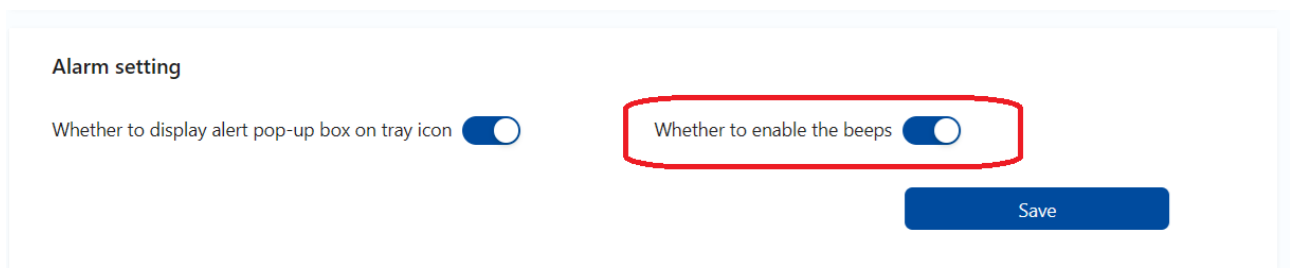 Alarm setting
Whether to display alert pop-up box on tray icon
Whether to enable the beeps
Save